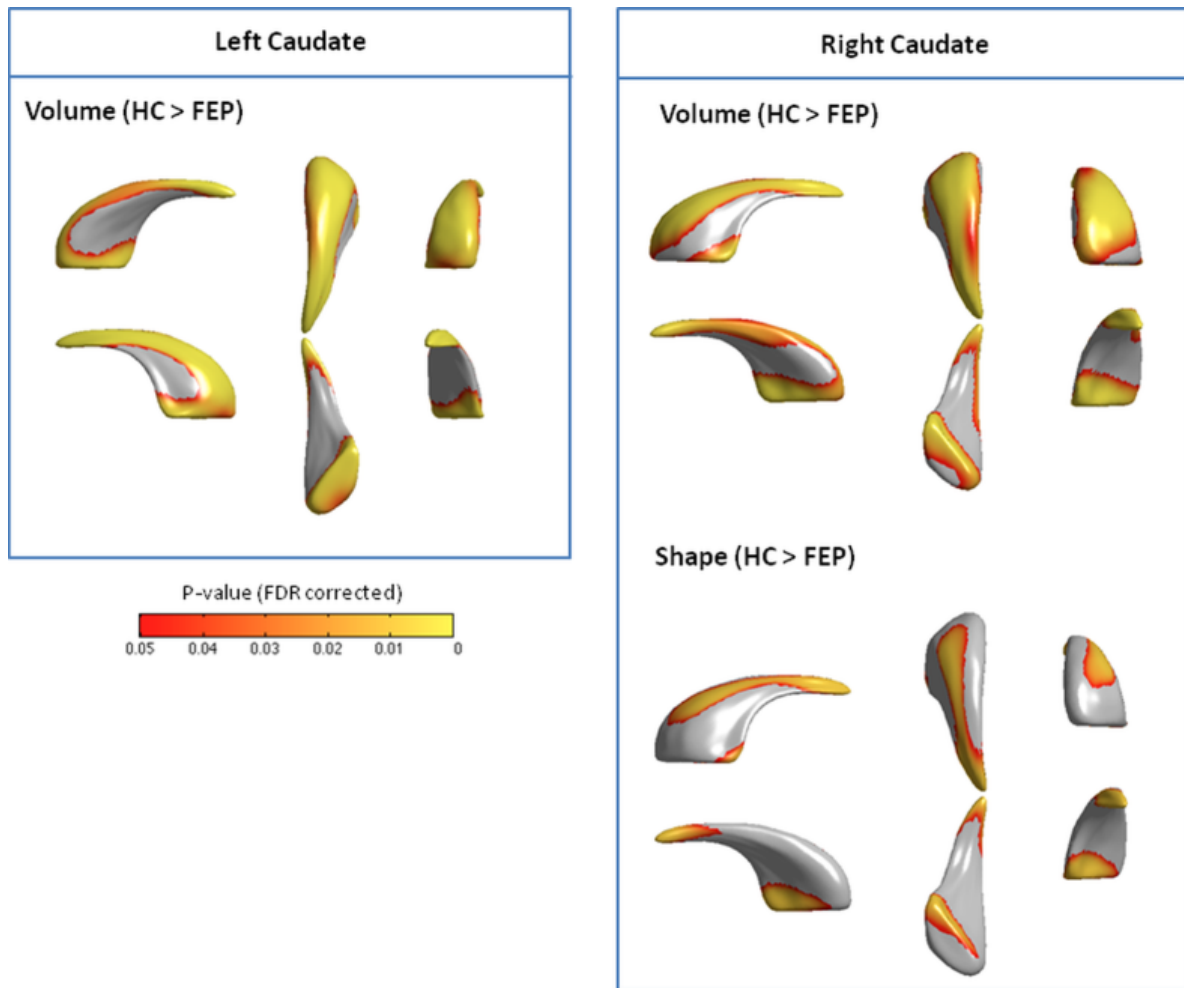 Left Caudate
Volume (HC > FEP)
P-value (FDR corrected)
0.05 0.04 0.03 0.02 0.01 0
Right Caudate
Volume (HC > FEP)
Shape (HC > FEP)